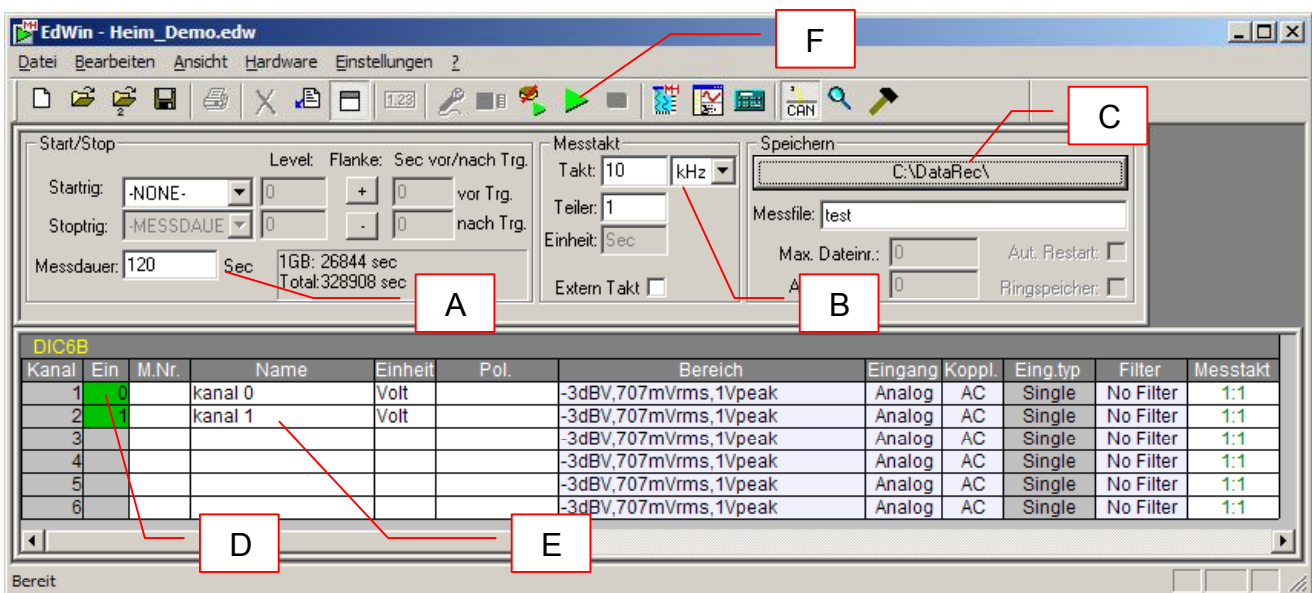 EdWin - Heim_Demo.edw
F
Datei Bearbeiten Ansicht Hardware Einstellungen ?
2 1.23 MH CAN
C
Start/Stop
Level: Flanke: Sec vor/nach Trg.
Startrig: -NONE- 0 + 0 vor Trg.
Stoptrig: -MESSDAUE 0 - 0 nach Trg.
Messdauer: 120 Sec
1GB: 26844 sec
Total:328908 sec
A
Messtakt
Takt: 10 kHz
Teiler: 1
Einheit: Sec
Extern Takt
B
Speichern
C:\DataRec\
Messfile: test
Max. Dateinr.: 0 Aut. Restart:
A 0 Ringspeicher:
DIC6B
Kanal Ein M.Nr. Name Einheit Pol. Bereich Eingang Koppl. Eing.typ Filter Messtakt
1 0 kanal 0 Volt -3dBV,707mVrms,1Vpeak Analog AC Single No Filter 1:1
2 1 kanal 1 Volt -3dBV,707mVrms,1Vpeak Analog AC Single No Filter 1:1
3 -3dBV,707mVrms,1Vpeak Analog AC Single No Filter 1:1
4 -3dBV,707mVrms,1Vpeak Analog AC Single No Filter 1:1
5 -3dBV,707mVrms,1Vpeak Analog AC Single No Filter 1:1
6 -3dBV,707mVrms,1Vpeak Analog AC Single No Filter 1:1
D
E
Bereit